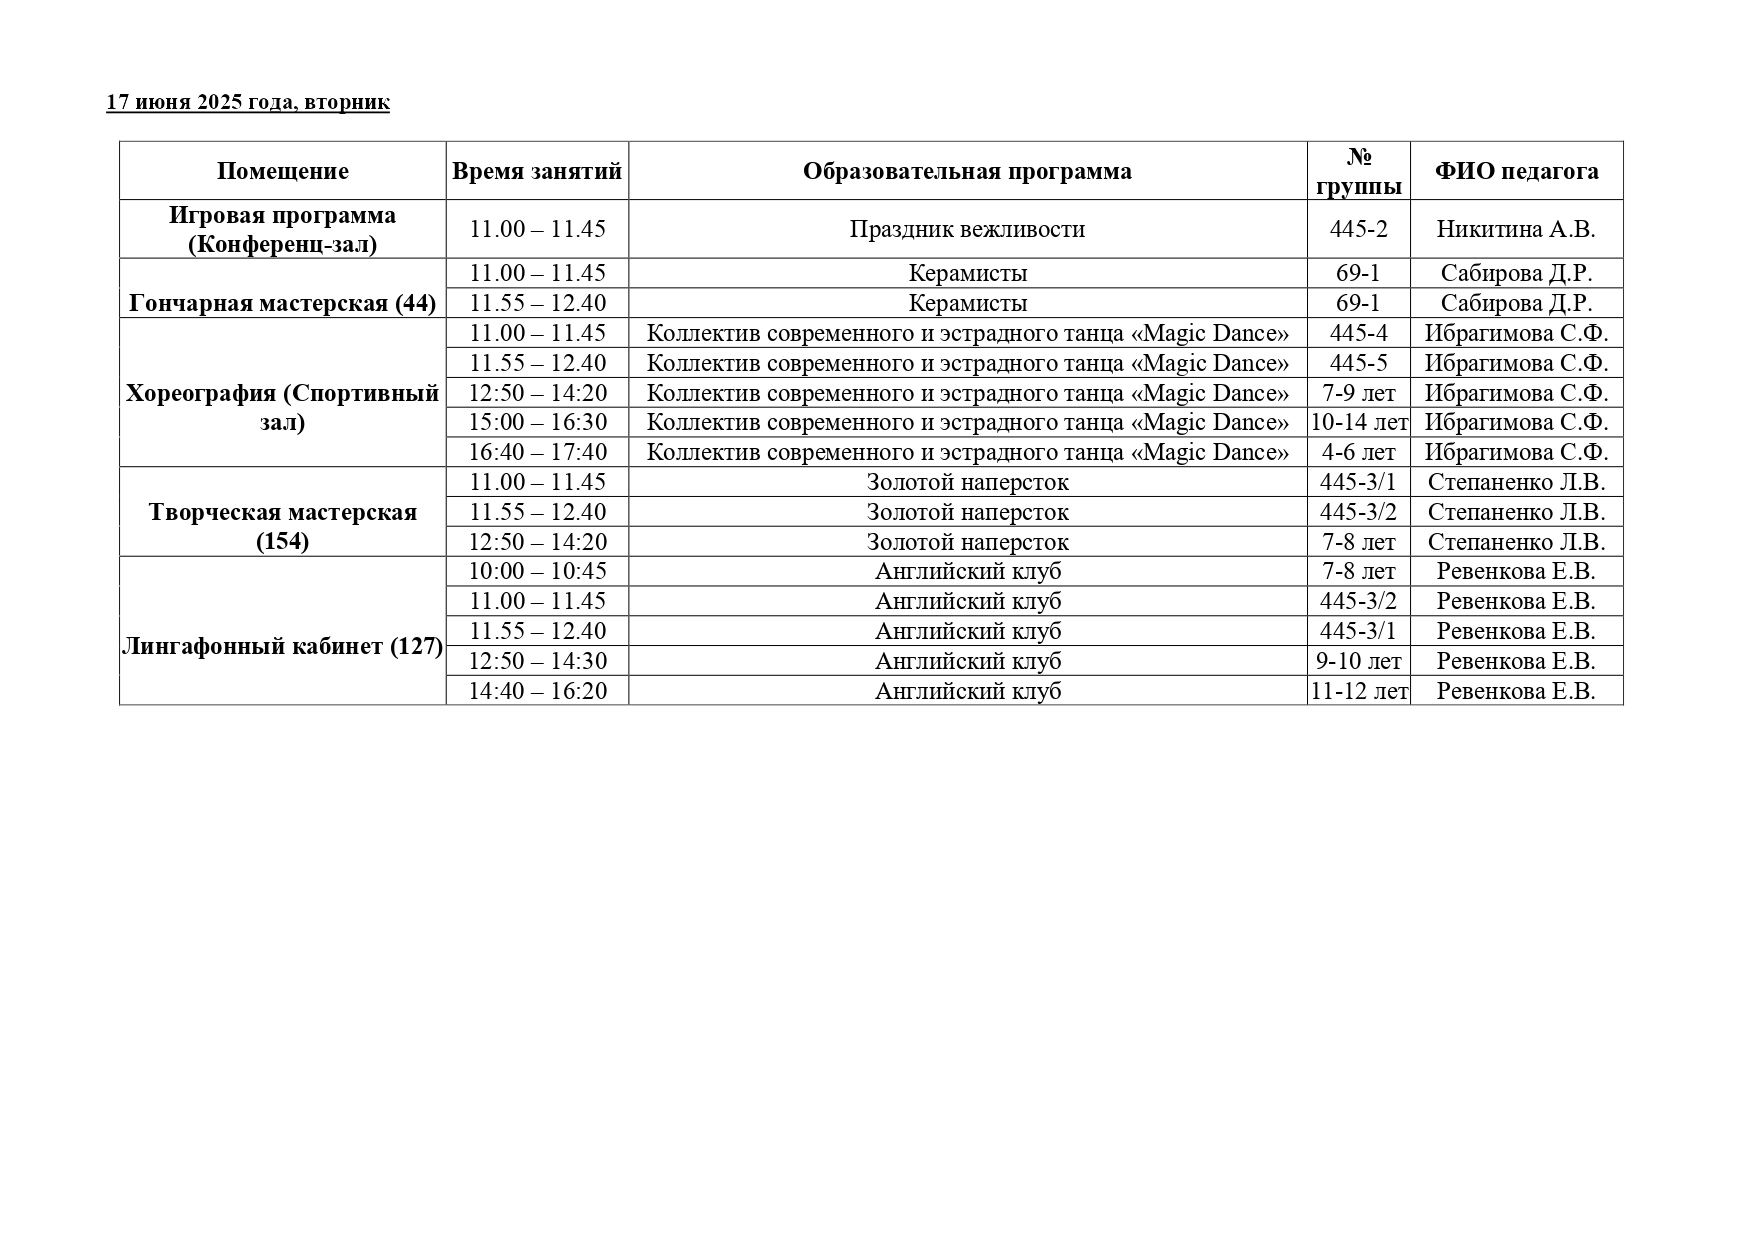 17 июня 2025 года, вторник
Помещение Время занятий Образовательная программа № группы ФИО педагога
Игровая программа (Конференц-зал) 11.00 – 11.45 Праздник вежливости 445-2 Никитина А.В.
Гончарная мастерская (44) 11.00 – 11.45 Керамисты 69-1 Сабирова Д.Р.
11.55 – 12.40 Керамисты 69-1 Сабирова Д.Р.
Хореография (Спортивный зал) 11.00 – 11.45 Коллектив современного и эстрадного танца «Magic Dance» 445-4 Ибрагимова С.Ф.
11.55 – 12.40 Коллектив современного и эстрадного танца «Magic Dance» 445-5 Ибрагимова С.Ф.
12:50 – 14:20 Коллектив современного и эстрадного танца «Magic Dance» 7-9 лет Ибрагимова С.Ф.
15:00 – 16:30 Коллектив современного и эстрадного танца «Magic Dance» 10-14 лет Ибрагимова С.Ф.
16:40 – 17:40 Коллектив современного и эстрадного танца «Magic Dance» 4-6 лет Ибрагимова С.Ф.
Творческая мастерская (154) 11.00 – 11.45 Золотой наперсток 445-3/1 Степаненко Л.В.
11.55 – 12.40 Золотой наперсток 445-3/2 Степаненко Л.В.
12:50 – 14:20 Золотой наперсток 7-8 лет Степаненко Л.В.
Лингафонный кабинет (127) 10:00 – 10:45 Английский клуб 7-8 лет Ревенкова Е.В.
11.00 – 11.45 Английский клуб 445-3/2 Ревенкова Е.В.
11.55 – 12.40 Английский клуб 445-3/1 Ревенкова Е.В.
12:50 – 14:30 Английский клуб 9-10 лет Ревенкова Е.В.
14:40 – 16:20 Английский клуб 11-12 лет Ревенкова Е.В.